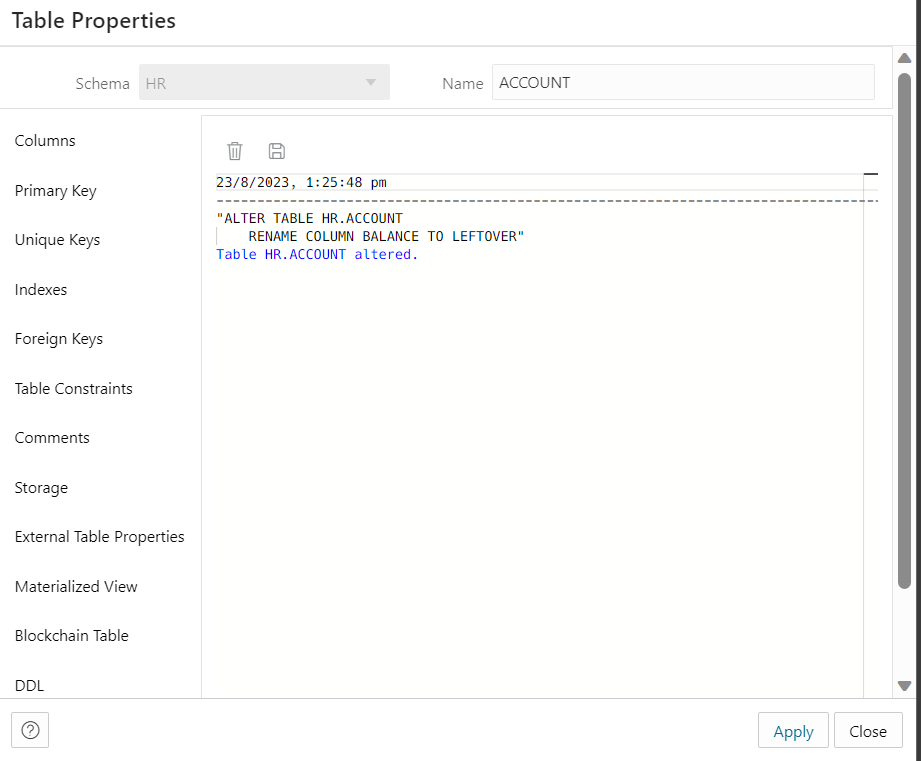 Table Properties
Schema HR Name ACCOUNT
Columns
Primary Key
Unique Keys
Indexes
Foreign Keys
Table Constraints
Comments
Storage
External Table Properties
Materialized View
Blockchain Table
DDL
23/8/2023, 1:25:48 pm
--------------------------------------------------------------------------------
"ALTER TABLE HR.ACCOUNT
    RENAME COLUMN BALANCE TO LEFTOVER"
Table HR.ACCOUNT altered.
?
Apply Close